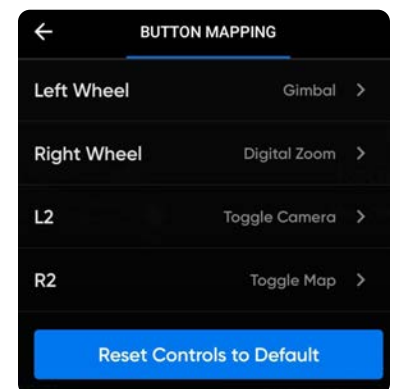 BUTTON MAPPING
Left Wheel Gimbal
Right Wheel Digital Zoom
L2 Toggle Camera
R2 Toggle Map
Reset Controls to Default